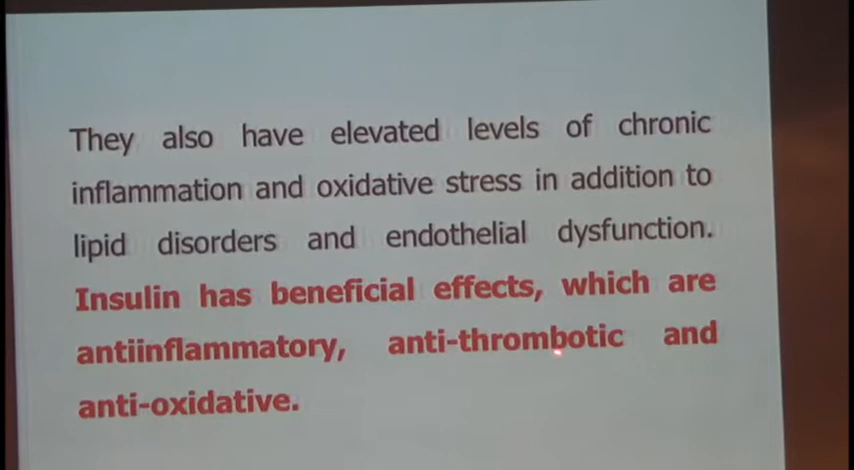 They also have elevated levels of chronic
inflammation and oxidative stress in addition to
lipid disorders and endothelial dysfunction.
Insulin has beneficial effects, which are
antiinflammatory, anti-thrombotic and
anti-oxidative.